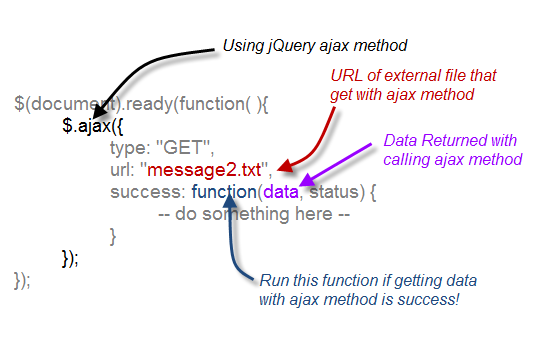 Using jQuery ajax method
URL of external file that
get with ajax method
$(document).ready(function( ){
$.ajax({
type: "GET",
url: "message2.txt",
success: function(data, status) {
-- do something here --
}
});
});
Data Returned with
calling ajax method
Run this function if getting data
with ajax method is success!